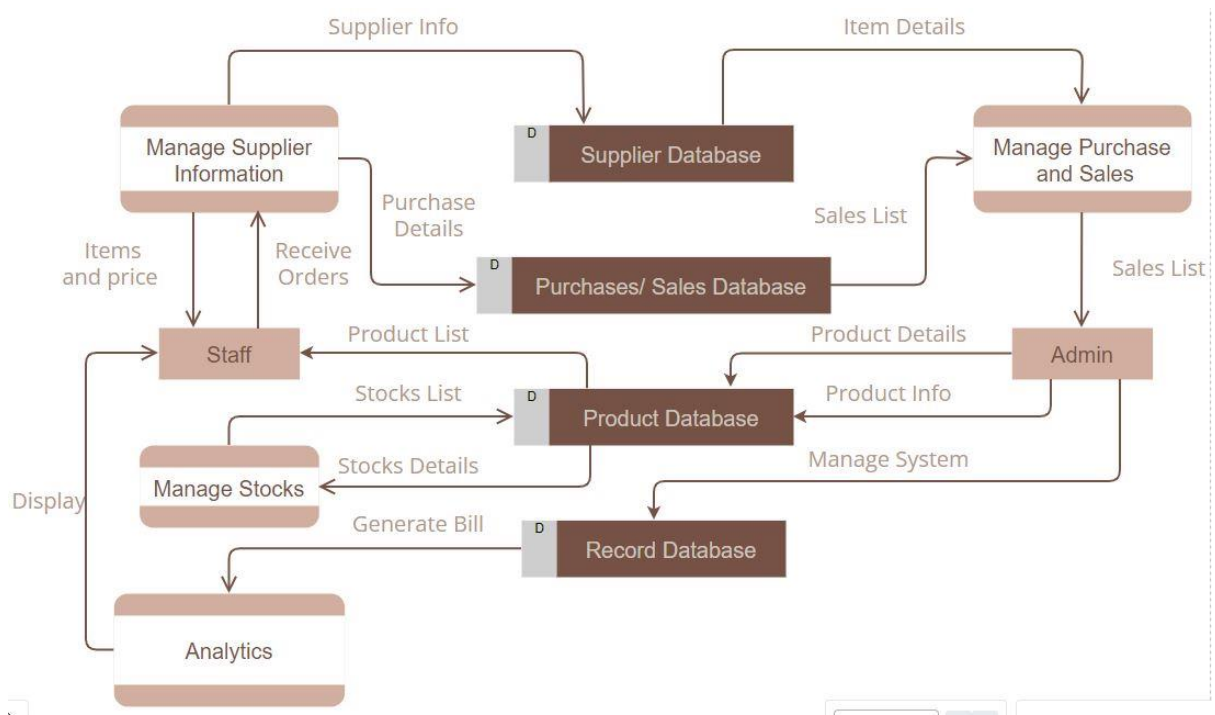 Supplier Info
Item Details
Manage Supplier
Information
D
Supplier Database
Manage Purchase
and Sales
Purchase
Details
Sales List
Items
and price
Receive
Orders
D
Purchases/ Sales Database
Sales List
Staff
Product List
Product Details
Admin
Stocks List
D
Product Database
Product Info
Manage Stocks
Stocks Details
Manage System
Display
Generate Bill
D
Record Database
Analytics